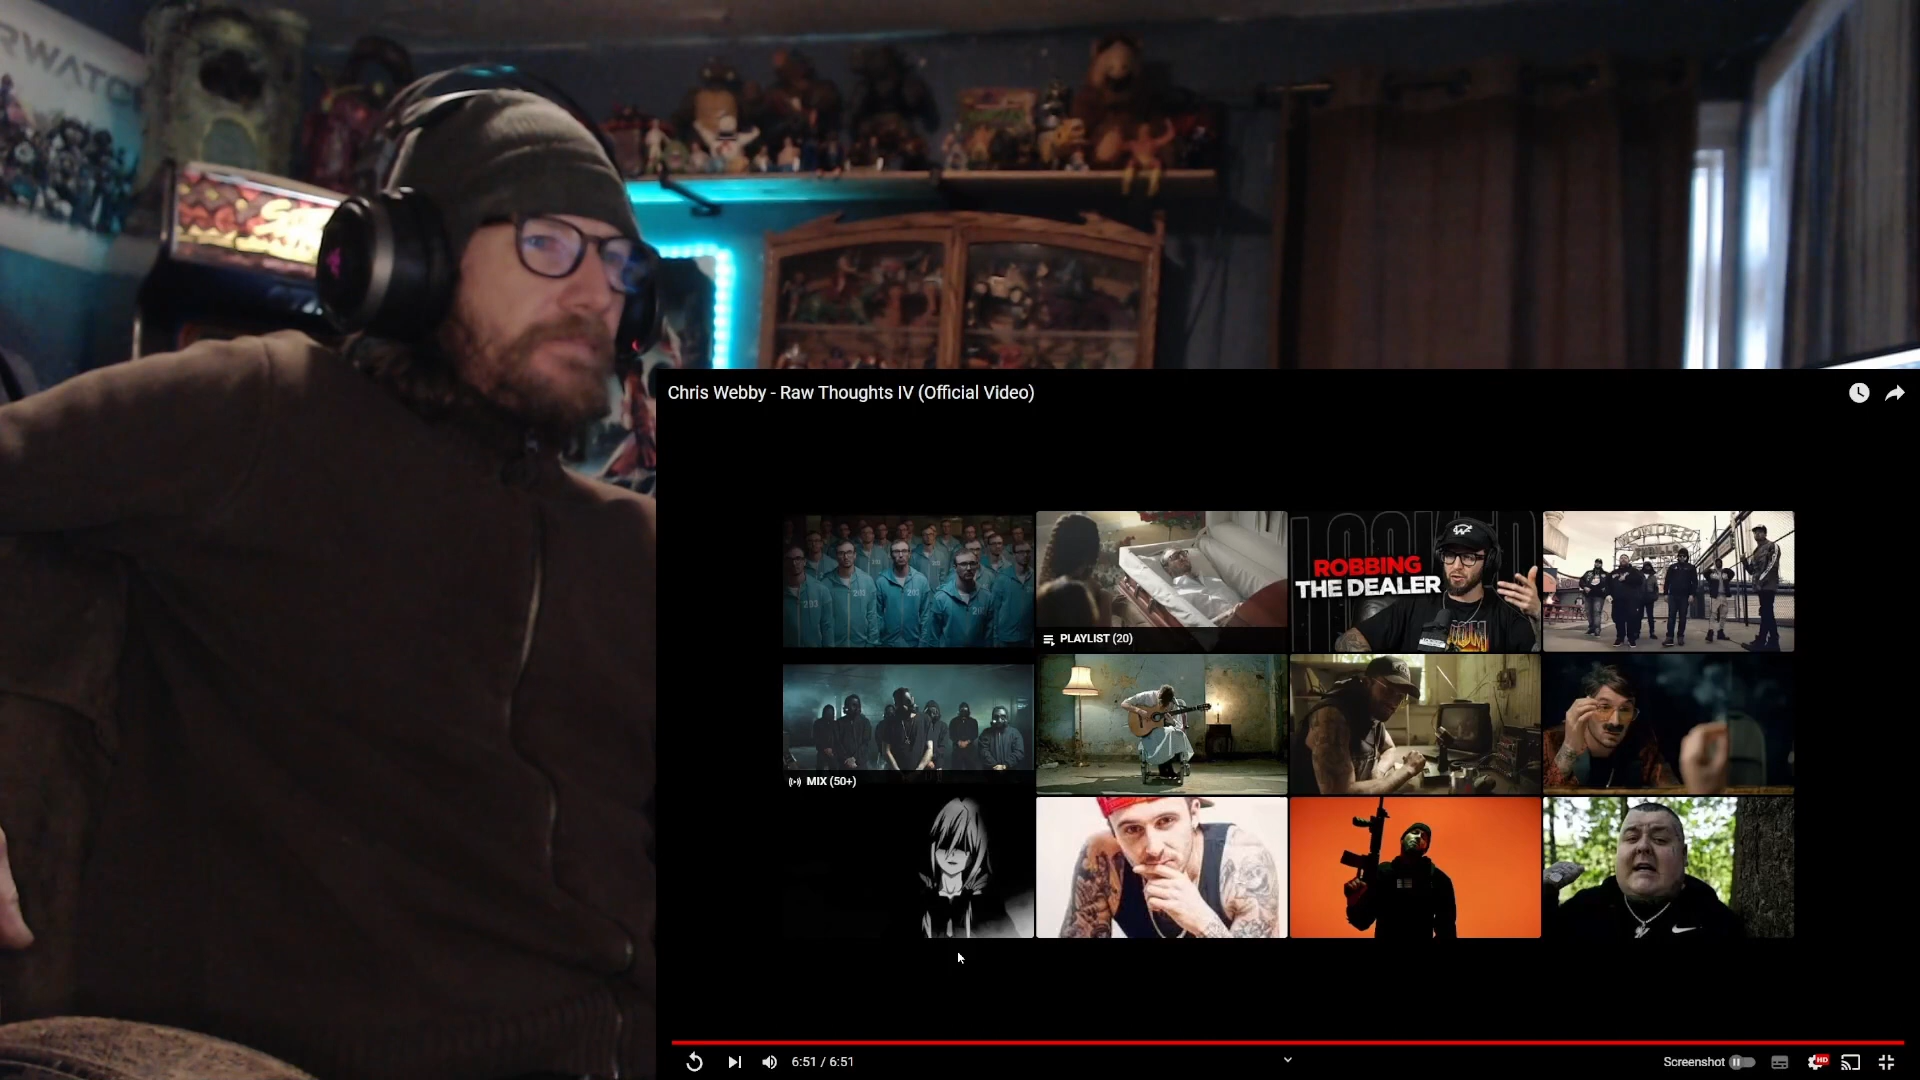 Chris Webby - Raw Thoughts IV (Official Video)
ROBBING
THE DEALER
PLAYLIST (20)
MIX (50+)
6:51 / 6:51
Screenshot
HD